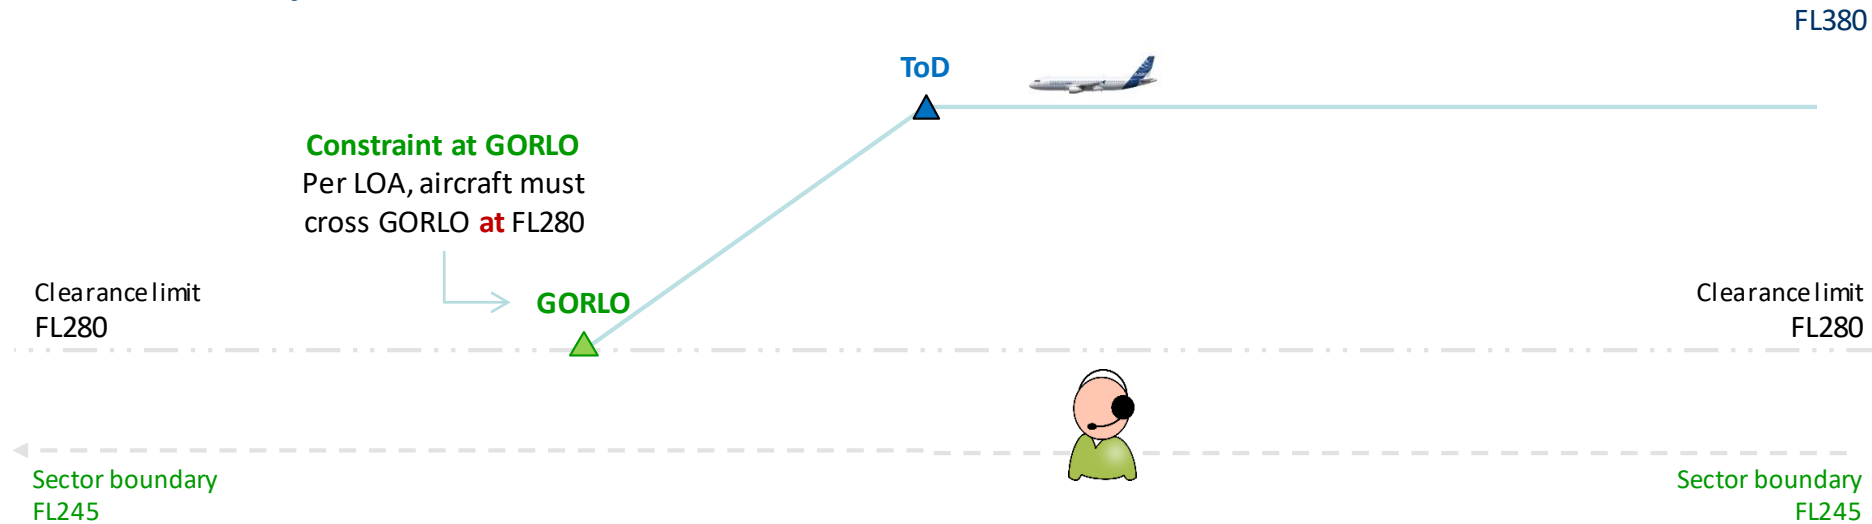 FL380
ToD
Constraint at GORLO
Per LOA, aircraft must
cross GORLO at FL280
Clearance limit
FL280
GORLO
Clearance limit
FL280
Sector boundary
FL245
Sector boundary
FL245